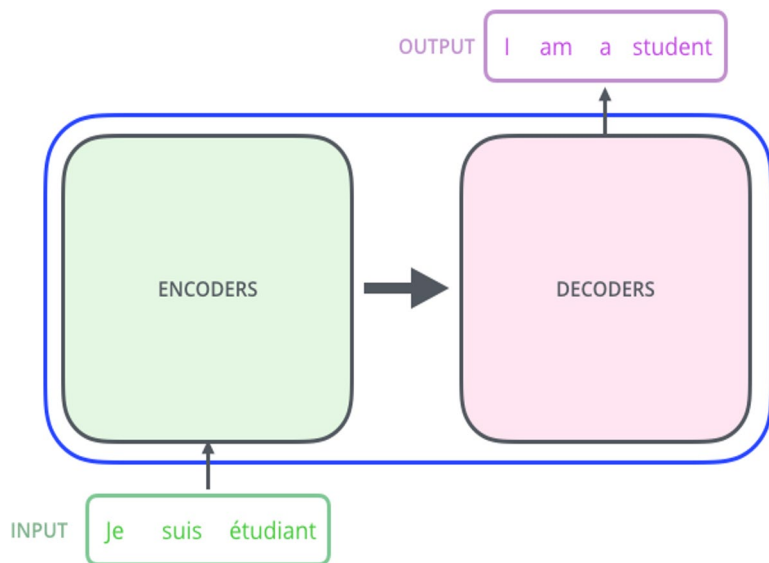 OUTPUT I am a student
ENCODERS DECODERS
INPUT Je suis étudiant